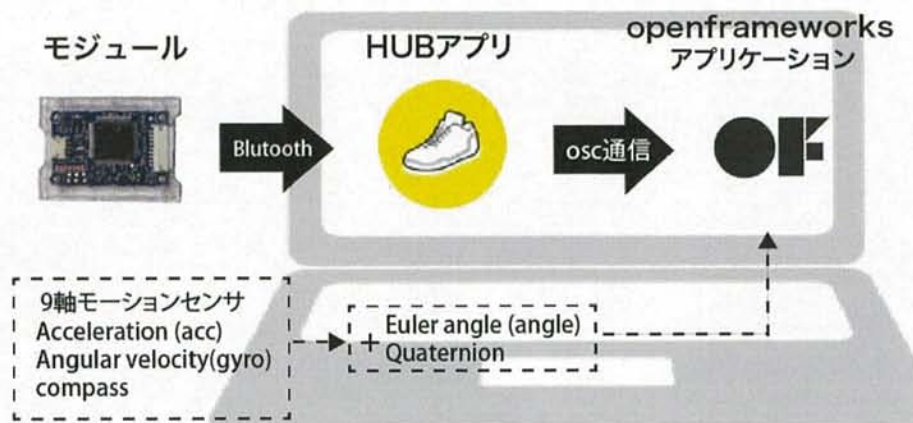 モジュール
HUBアプリ
openframeworks
アプリケーション
Blutooth
osc通信
OF
9軸モーションセンサ
Acceleration (acc)
Angular velocity(gyro)
compass
+
Euler angle (angle)
Quaternion